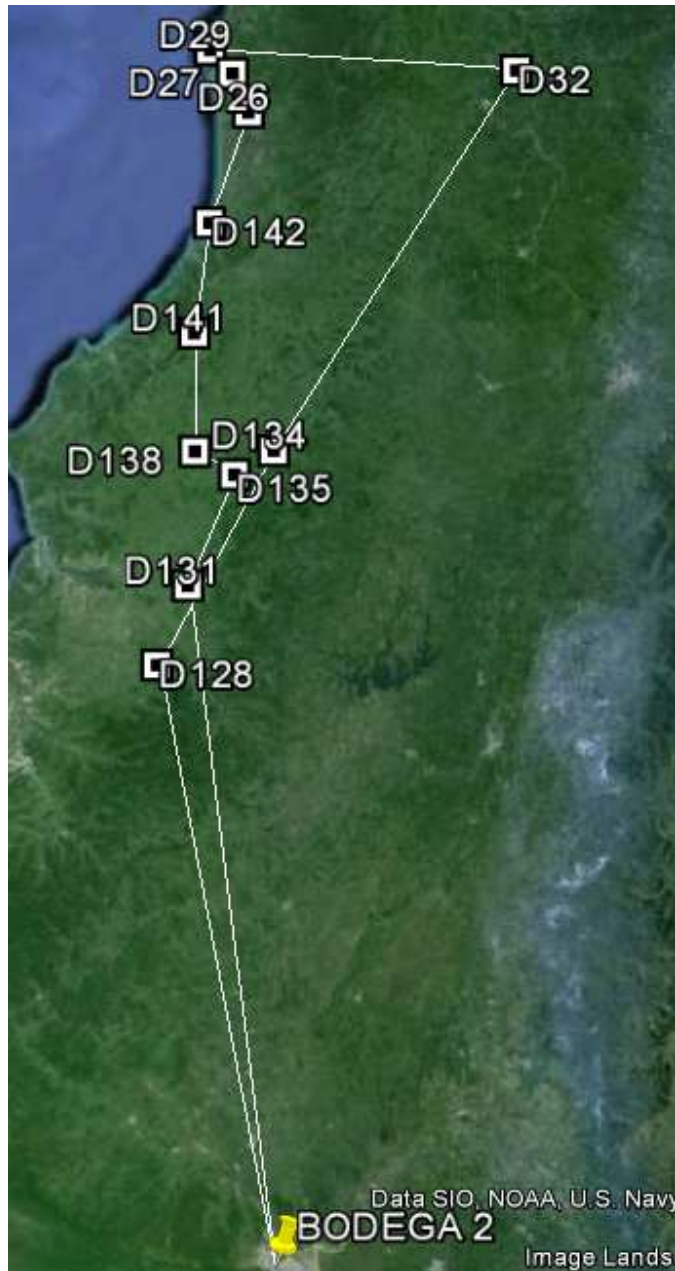 D29
D27
D32
D26
D142
D141
D134
D138
D135
D131
D128
Data SIO, NOAA, U.S. Navy
BODEGA 2
Image Lands